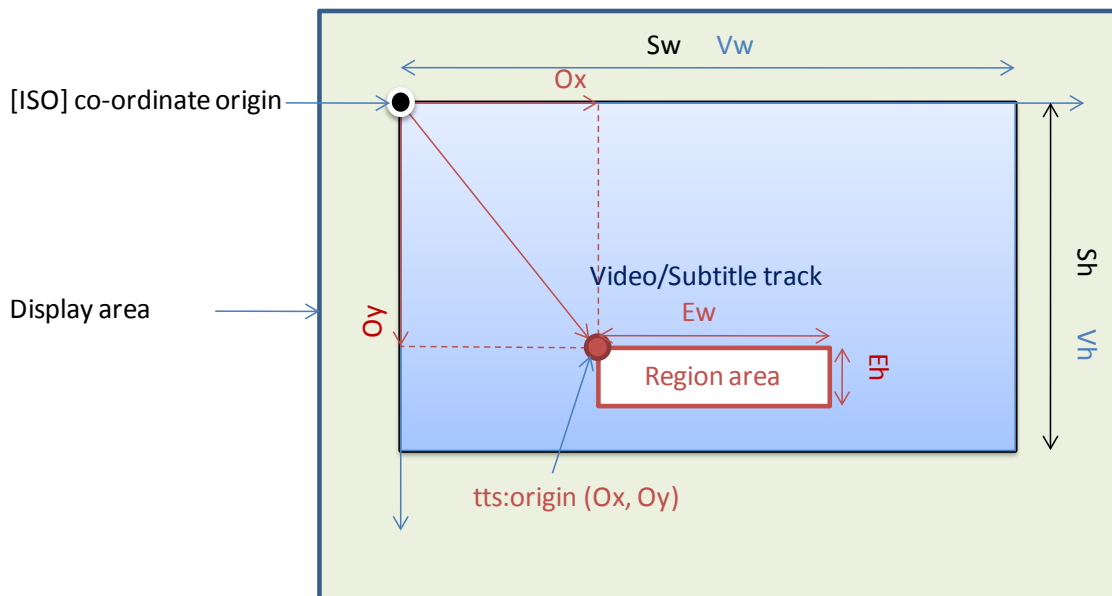 Sw Vw
Ox
[ISO] co-ordinate origin
Sh
Video/Subtitle track
Display area
Oy
Ew
Vh
Region area
Eh
tts:origin (Ox, Oy)